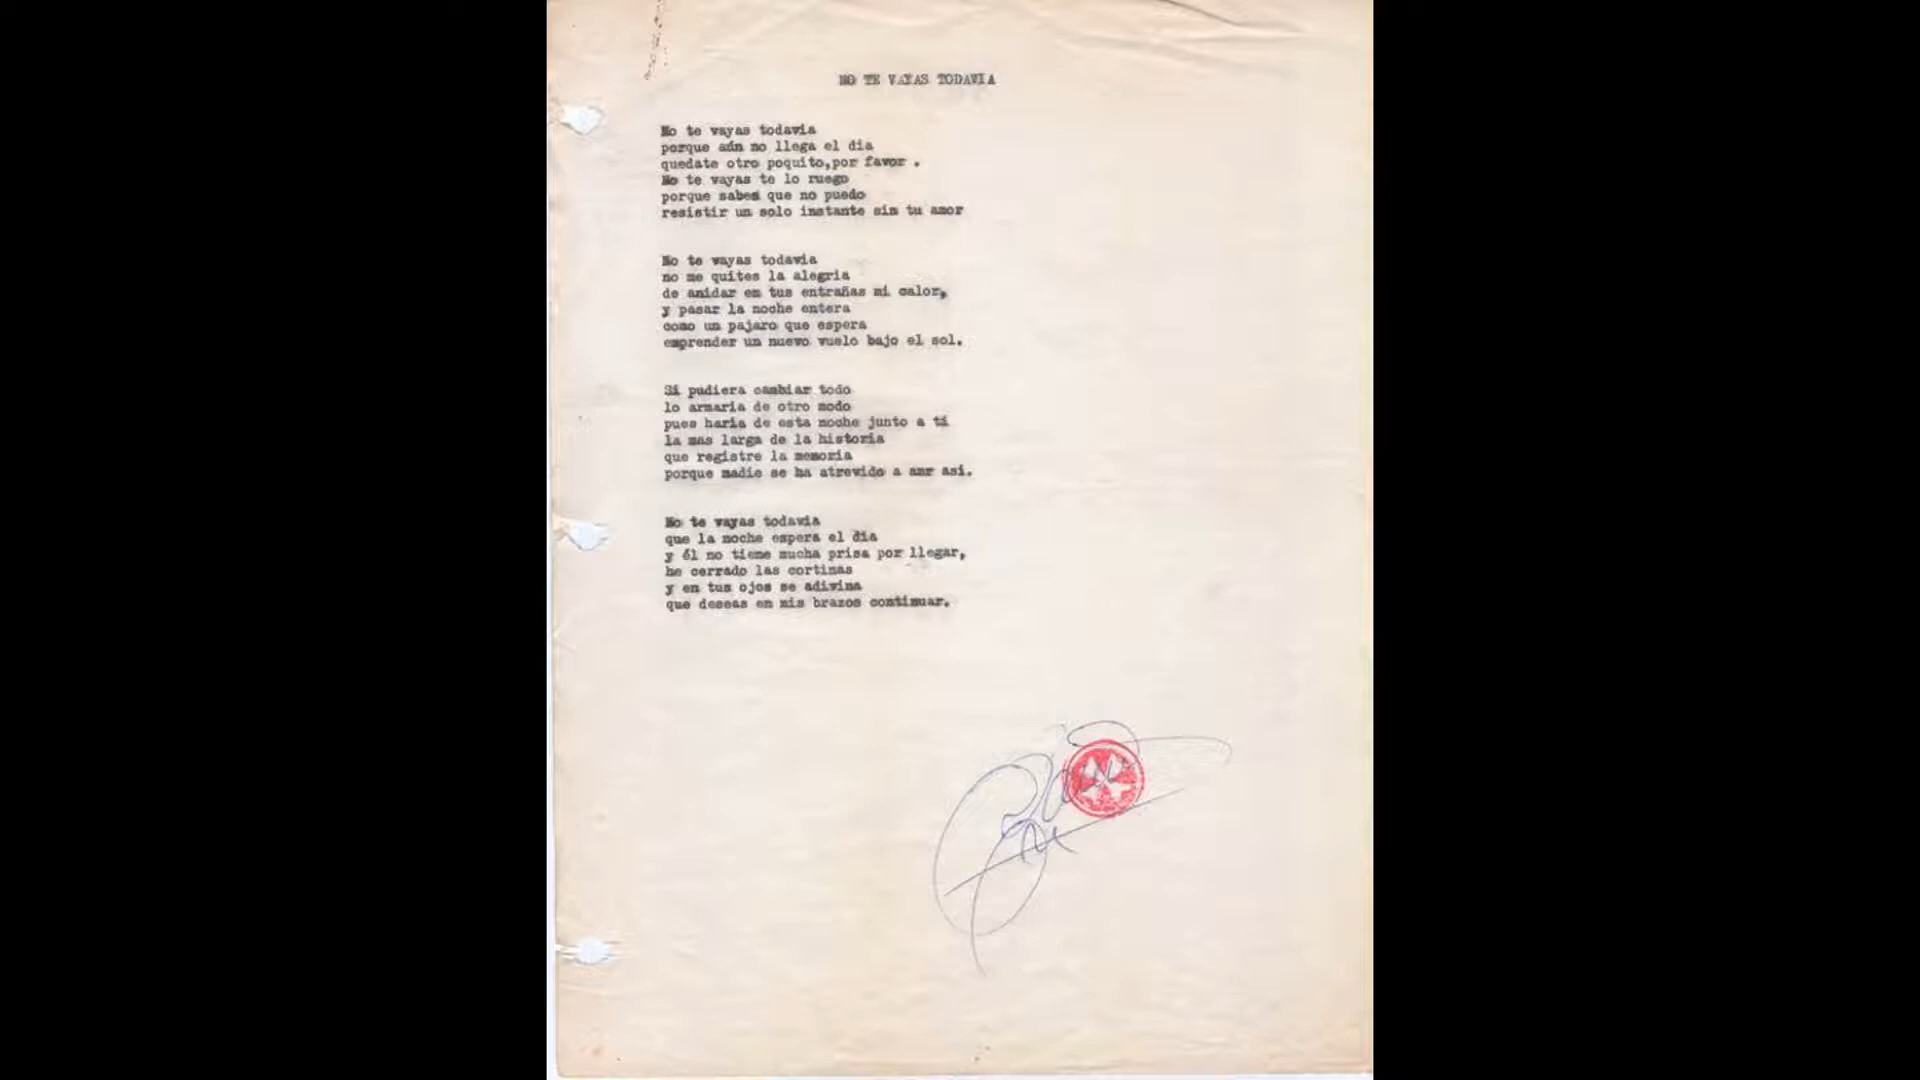 NO TE VAYAS TODAVIA
No te vayas todavia
porque aún no llega el dia
quedate otro poquito,por favor .
No te vayas te lo ruego
porque sabes que no puedo
resistir un solo instante sin tu amor
No te vayas todavia
no me quites la alegria
de anidar en tus entrañas mi calor,
y pasar la noche entera
como un pajaro que espera
emprender un nuevo vuelo bajo el sol.
Si pudiera cambiar todo
lo armaria de otro modo
pues haria de esta noche junto a ti
la mas larga de la historia
que registre la memoria
porque nadie se ha atrevido a amr asi.
No te vayas todavia
que la noche espera el dia
y él no tiene mucha prisa por llegar,
he cerrado las cortinas
y en tus ojos se adivina
que deseas en mis brazos continuar.